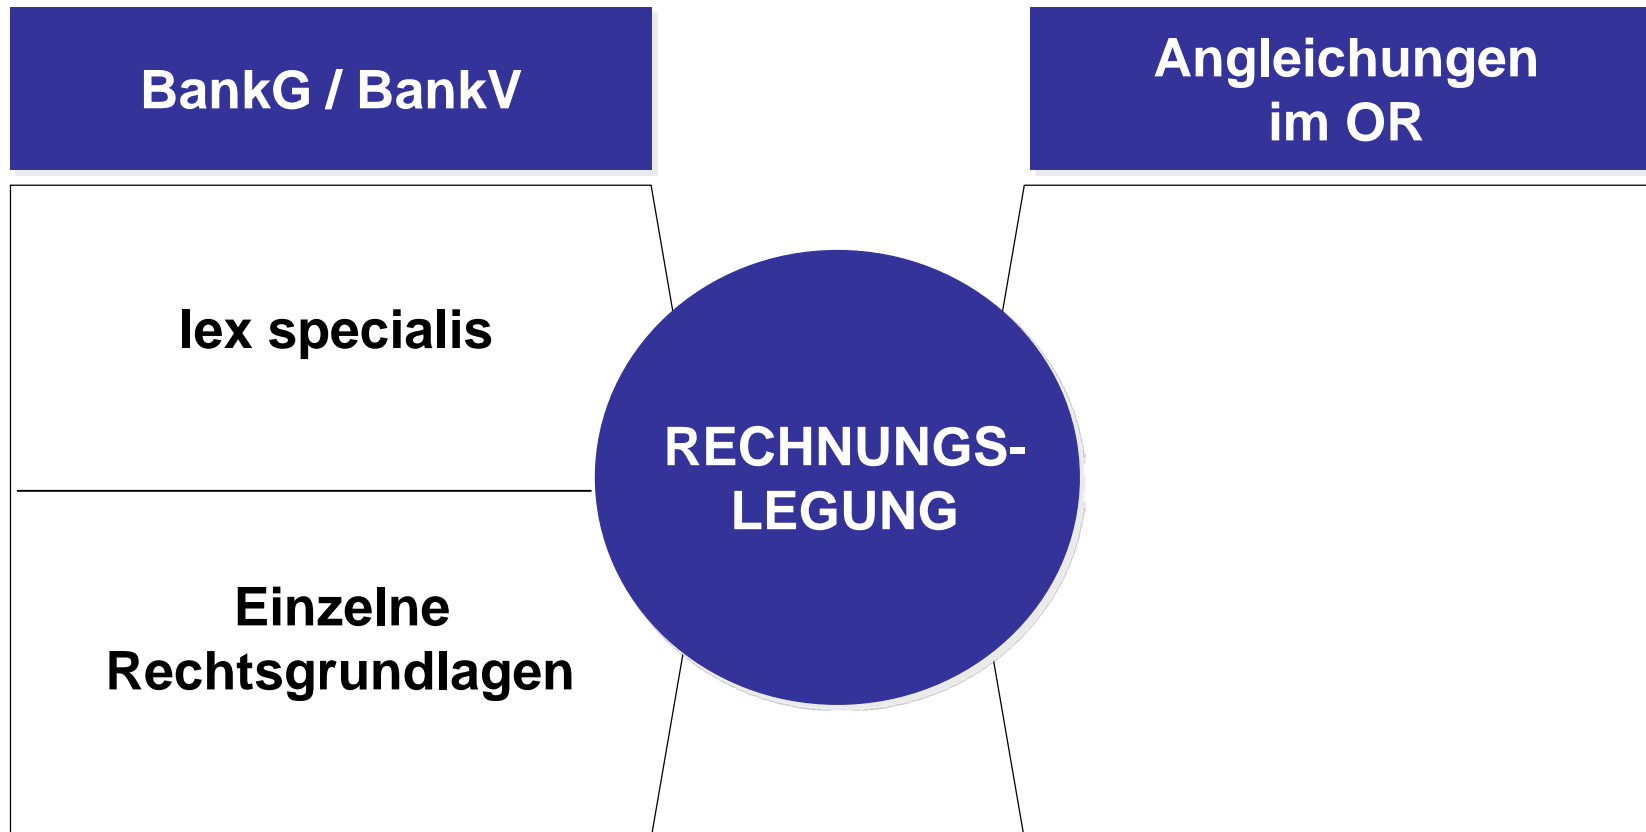 BankG / BankV
Angleichungen
im OR
lex specialis
RECHNUNGS-
LEGUNG
Einzelne
Rechtsgrundlagen